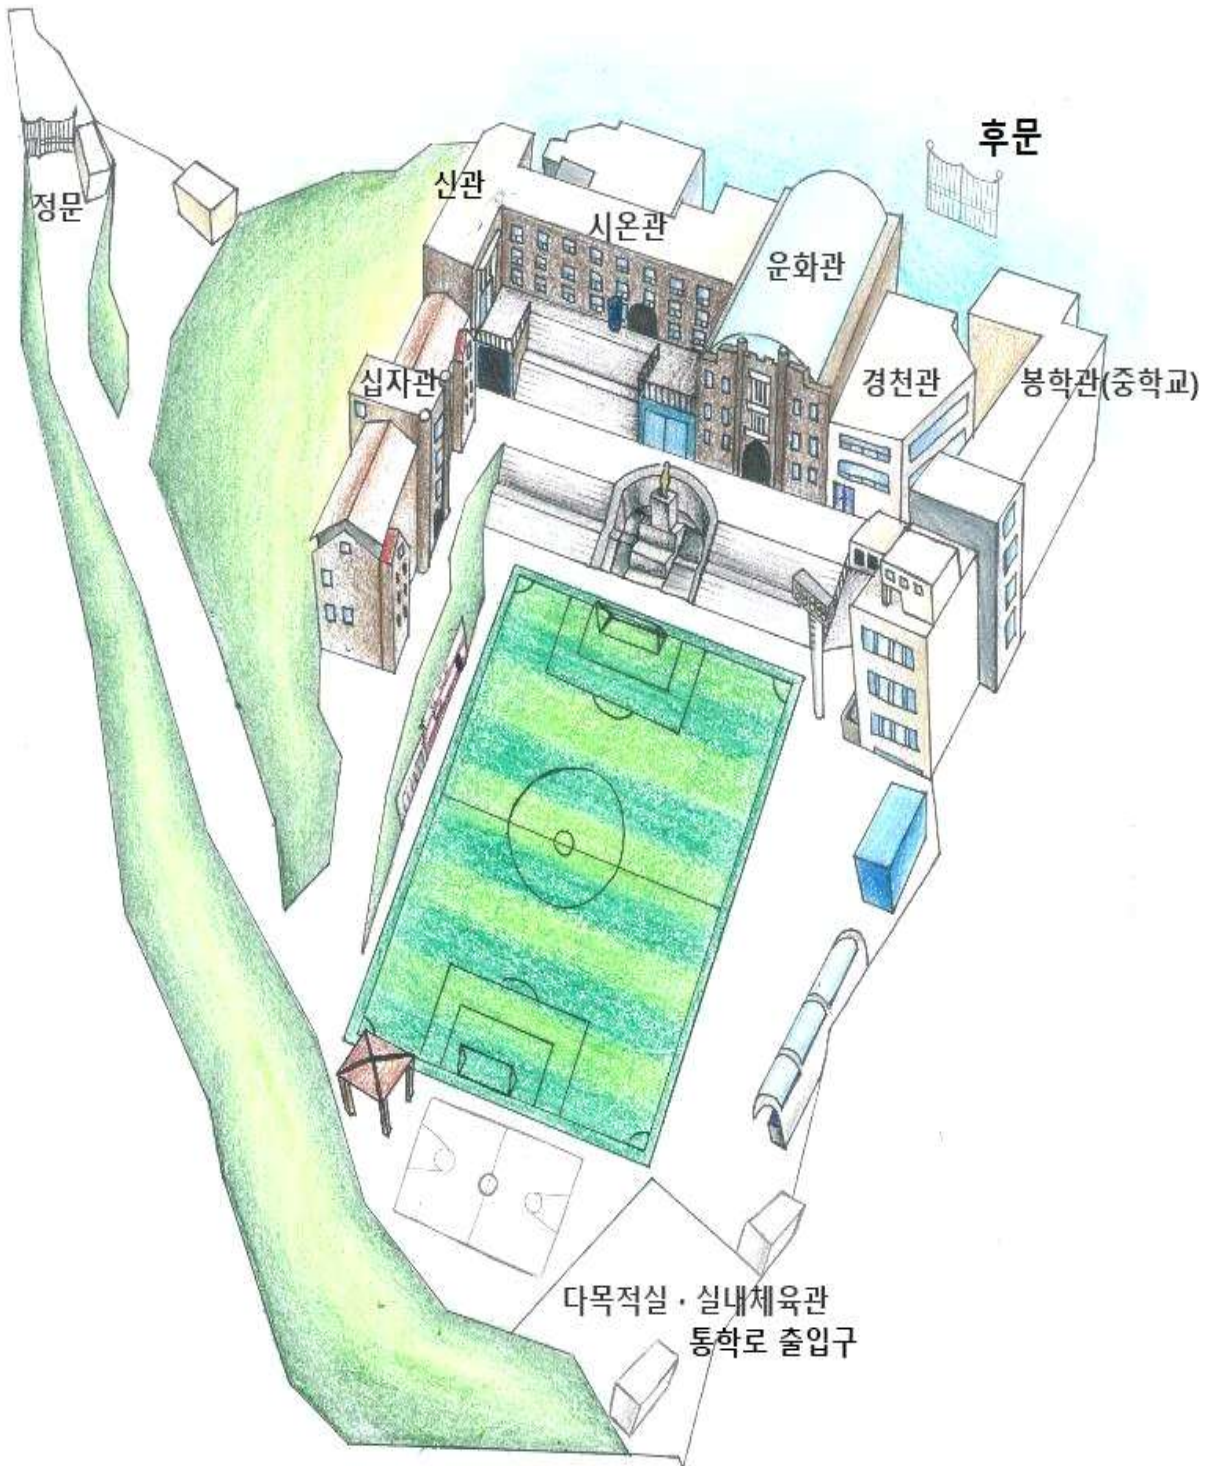 후문
정문
신관
시온관
운화관
십자관
경천관
봉학관(중학교)
다목적실 · 실내체육관
통학로 출입구